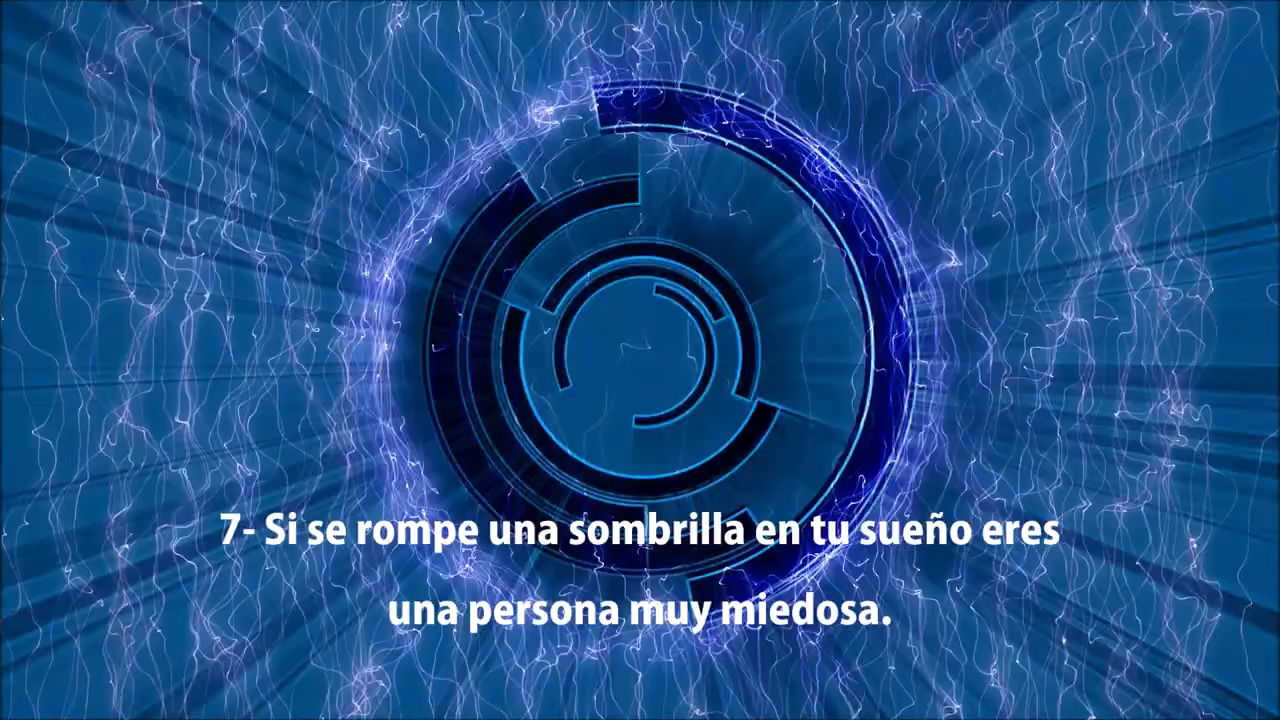 7- Si se rompe una sombrilla en tu sueño eres
una persona muy miedosa.